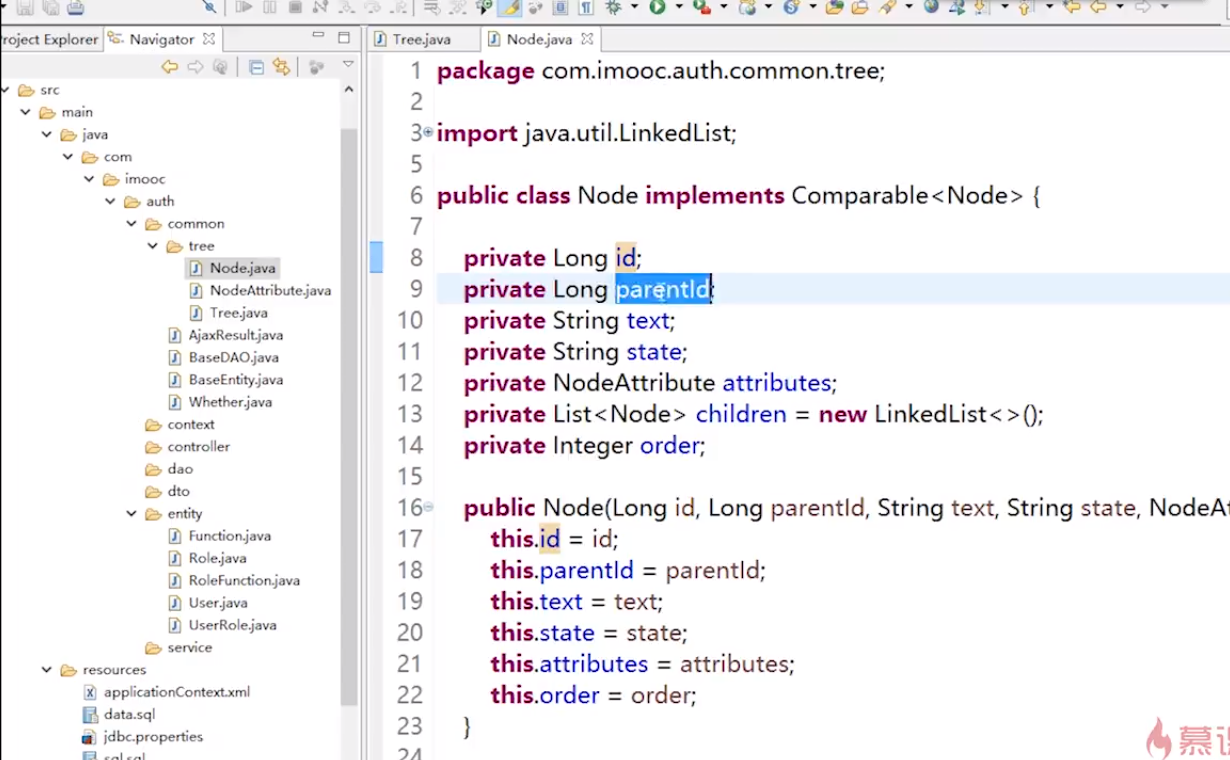 roject Explorer
Navigator
Tree.java
Node.java
src
main
java
com
imooc
auth
common
tree
Node.java
NodeAttribute.java
Tree.java
AjaxResult.java
BaseDAO.java
BaseEntity.java
Whether.java
context
controller
dao
dto
entity
Function.java
Role.java
RoleFunction.java
User.java
UserRole.java
service
resources
applicationContext.xml
data.sql
jdbc.properties
sql.sql
1 package com.imooc.auth.common.tree;
2
3 import java.util.LinkedList;
5
6 public class Node implements Comparable<Node> {
7
8 private Long id;
9 private Long parentId;
10 private String text;
11 private String state;
12 private NodeAttribute attributes;
13 private List<Node> children = new LinkedList<>();
14 private Integer order;
15
16 public Node(Long id, Long parentId, String text, String state, NodeAt
17 this.id = id;
18 this.parentId = parentId;
19 this.text = text;
20 this.state = state;
21 this.attributes = attributes;
22 this.order = order;
23 }
24
慕